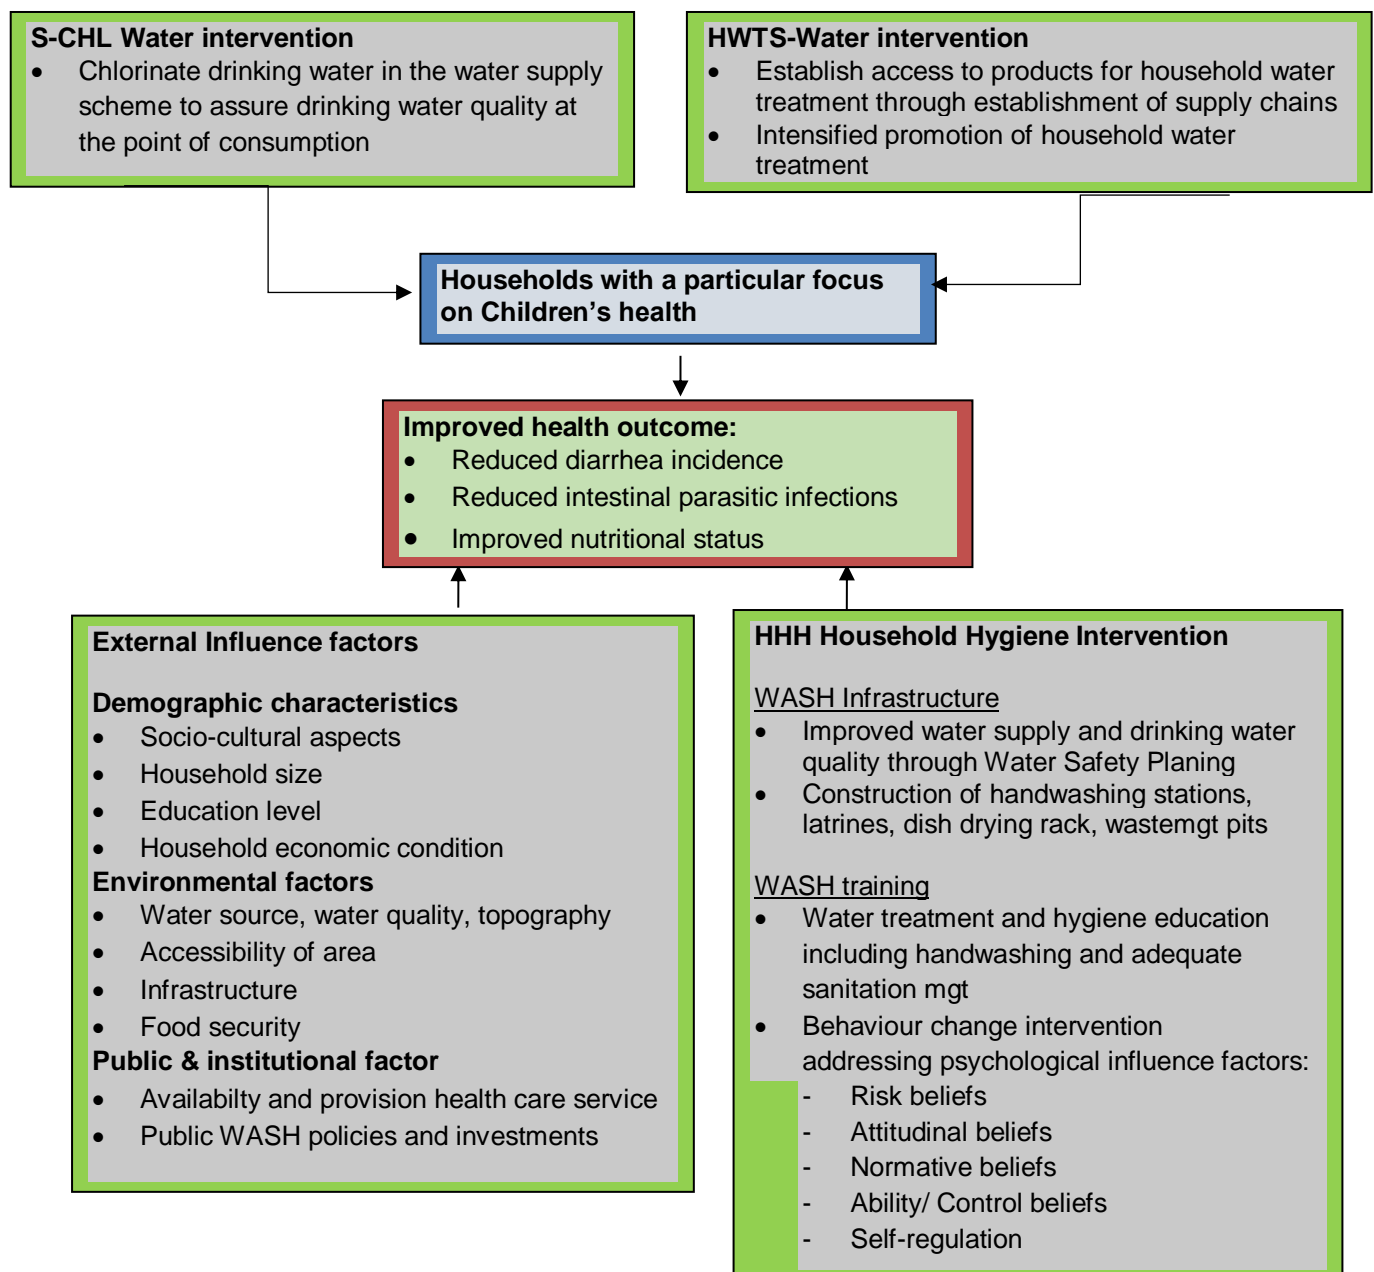 S-CHL Water intervention
• Chlorinate drinking water in the water supply
scheme to assure drinking water quality at
the point of consumption
HWTS-Water intervention
• Establish access to products for household water
treatment through establishment of supply chains
• Intensified promotion of household water
treatment
Households with a particular focus
on Children’s health
Improved health outcome:
• Reduced diarrhea incidence
• Reduced intestinal parasitic infections
• Improved nutritional status
External Influence factors
Demographic characteristics
• Socio-cultural aspects
• Household size
• Education level
• Household economic condition
Environmental factors
• Water source, water quality, topography
• Accessibility of area
• Infrastructure
• Food security
Public & institutional factor
• Availabilty and provision health care service
• Public WASH policies and investments
HHH Household Hygiene Intervention
WASH Infrastructure
• Improved water supply and drinking water
quality through Water Safety Planing
• Construction of handwashing stations,
latrines, dish drying rack, wastemgt pits
WASH training
• Water treatment and hygiene education
including handwashing and adequate
sanitation mgt
• Behaviour change intervention
addressing psychological influence factors:
- Risk beliefs
- Attitudinal beliefs
- Normative beliefs
- Ability/ Control beliefs
- Self-regulation